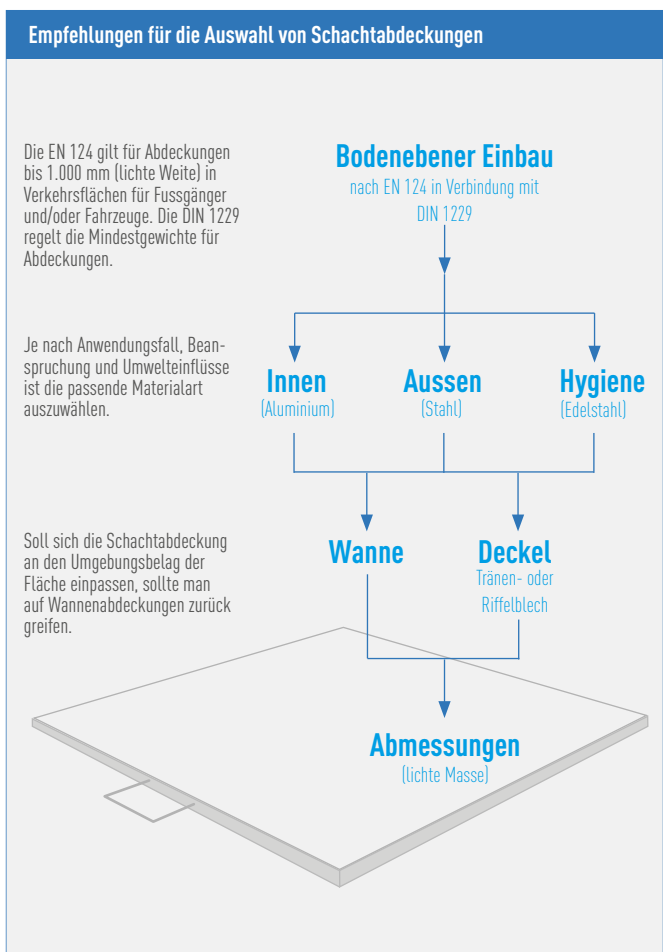 Empfehlungen für die Auswahl von Schachtabdeckungen
Die EN 124 gilt für Abdeckungen
bis 1.000 mm (lichte Weite) in
Verkehrsflächen für Fussgänger
und/oder Fahrzeuge. Die DIN 1229
regelt die Mindestgewichte für
Abdeckungen.
Bodenebener Einbau
nach EN 124 in Verbindung mit
DIN 1229
Je nach Anwendungsfall, Bean-
spruchung und Umwelteinflüsse
ist die passende Materialart
auszuwählen.
Innen
(Aluminium)
Aussen
(Stahl)
Hygiene
(Edelstahl)
Soll sich die Schachtabdeckung
an den Umgebungsbelag der
Fläche einpassen, sollte man
auf Wannenabdeckungen zurück
greifen.
Wanne
Deckel
Tränen- oder
Riffelblech
Abmessungen
(lichte Masse)